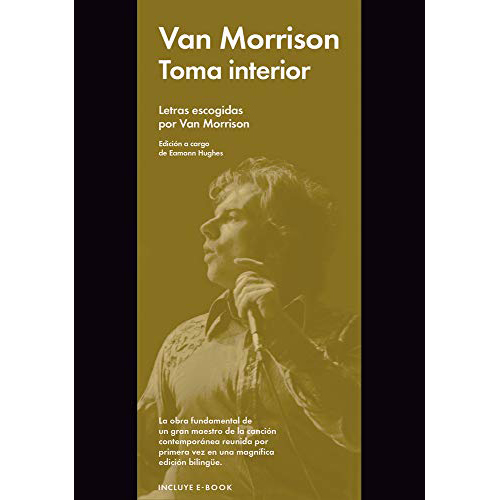 Van Morrison
Toma interior
Letras escogidas
por Van Morrison
Edición a cargo
de Eamonn Hughes
La obra fundamental de
un gran maestro de la canción
contemporánea reunida por
primera vez en una magnífica
edición bilingüe.
INCLUYE E-BOOK